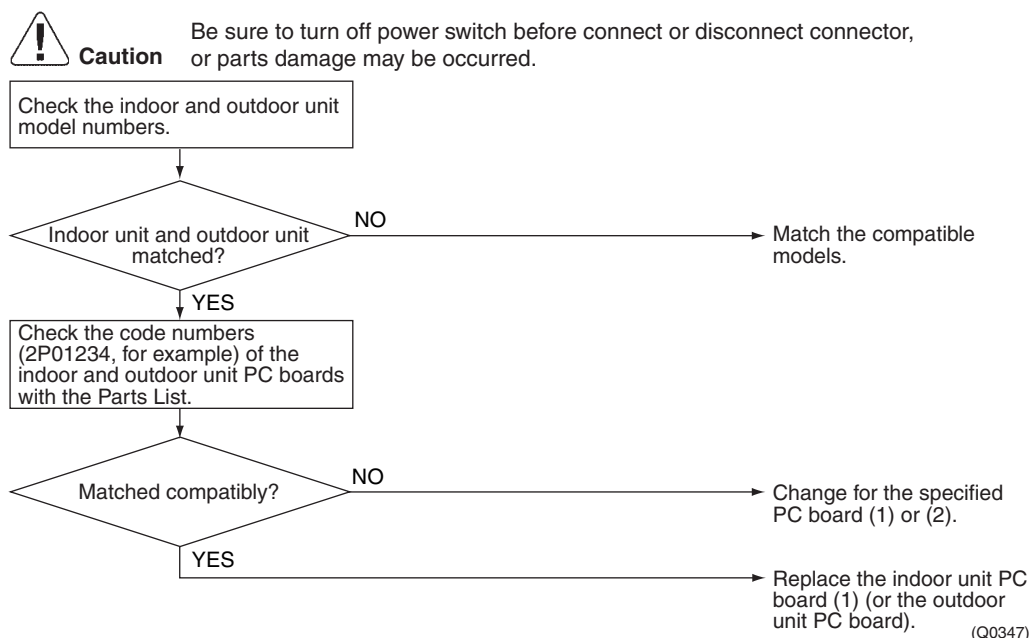 Caution
Be sure to turn off power switch before connect or disconnect connector,
or parts damage may be occurred.
Check the indoor and outdoor unit
model numbers.
Indoor unit and outdoor unit
matched?
NO
Match the compatible
models.
YES
Check the code numbers
(2P01234, for example) of the
indoor and outdoor unit PC boards
with the Parts List.
Matched compatibly?
NO
Change for the specified
PC board (1) or (2).
YES
Replace the indoor unit PC
board (1) (or the outdoor
unit PC board).
(Q0347)